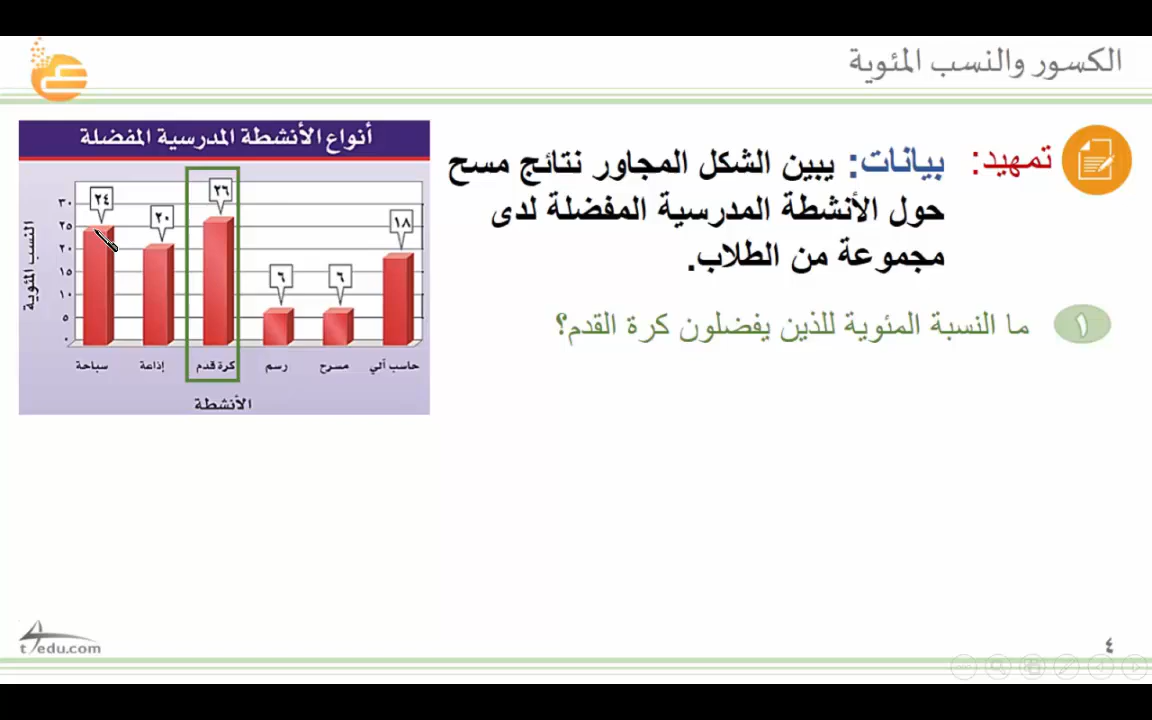 الكسور والنسب المئوية
تمهيد: بيانات: يبين الشكل المجاور نتائج مسح
حول الأنشطة المدرسية المفضلة لدى
مجموعة من الطلاب.
١ ما النسبة المئوية للذين يفضلون كرة القدم؟
أنواع الأنشطة المدرسية المفضلة
النسبة المئوية
٣٠
٢٥
٢٠
١٥
١٠
٥
٠
٢٤
٢٠
٢٦
٦
٦
١٨
سباحة
إذاعة
كرة قدم
رسم
مسرح
حاسب آلي
الأنشطة
t4edu.com
٤